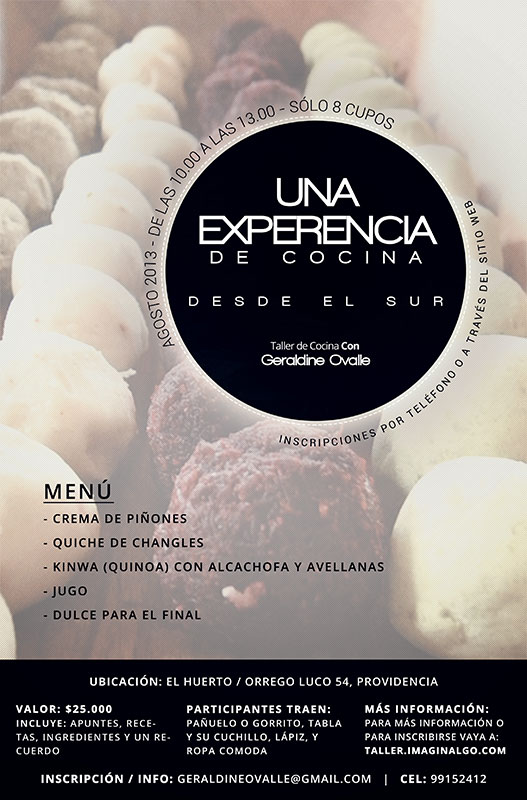 AGOSTO 2013 - DE LAS 10.00 A LAS 13.00 - SÓLO 8 CUPOS
UNA
EXPERENCIA
DE COCINA
DESDE EL SUR
Taller de Cocina Con
Geraldine Ovalle
INSCRIPCIONES POR TELÉFONO O A TRAVÉS DEL SITIO WEB
MENÚ
- CREMA DE PIÑONES
- QUICHE DE CHANGLES
- KINWA (QUINOA) CON ALCACHOFA Y AVELLANAS
- JUGO
- DULCE PARA EL FINAL
UBICACIÓN: EL HUERTO / ORREGO LUCO 54, PROVIDENCIA
VALOR: $25.000
INCLUYE: APUNTES, RECE-
TAS, INGREDIENTES Y UN RE-
CUERDO
PARTICIPANTES TRAEN:
PAÑUELO O GORRITO, TABLA
Y SU CUCHILLO, LÁPIZ, Y
ROPA COMODA
MÁS INFORMACIÓN:
PARA MÁS INFORMACIÓN O
PARA INSCRIBIRSE VAYA A:
TALLER.IMAGINALGO.COM
INSCRIPCIÓN / INFO: GERALDINEOVALLE@GMAIL.COM | CEL: 99152412